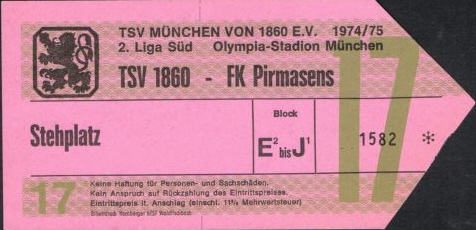 TSV MÜNCHEN VON 1860 E.V. 1974/75
2. Liga Süd Olympia-Stadion München
TSV 1860 - FK Pirmasens
17
Stehplatz
Block
E² bis J¹
1582 *
17
Keine Haftung für Personen- und Sachschäden.
Kein Anspruch auf Rückzahlung des Eintrittspreises.
Eintrittspreis lt. Anschlag (einschl. 11% Mehrwertsteuer)